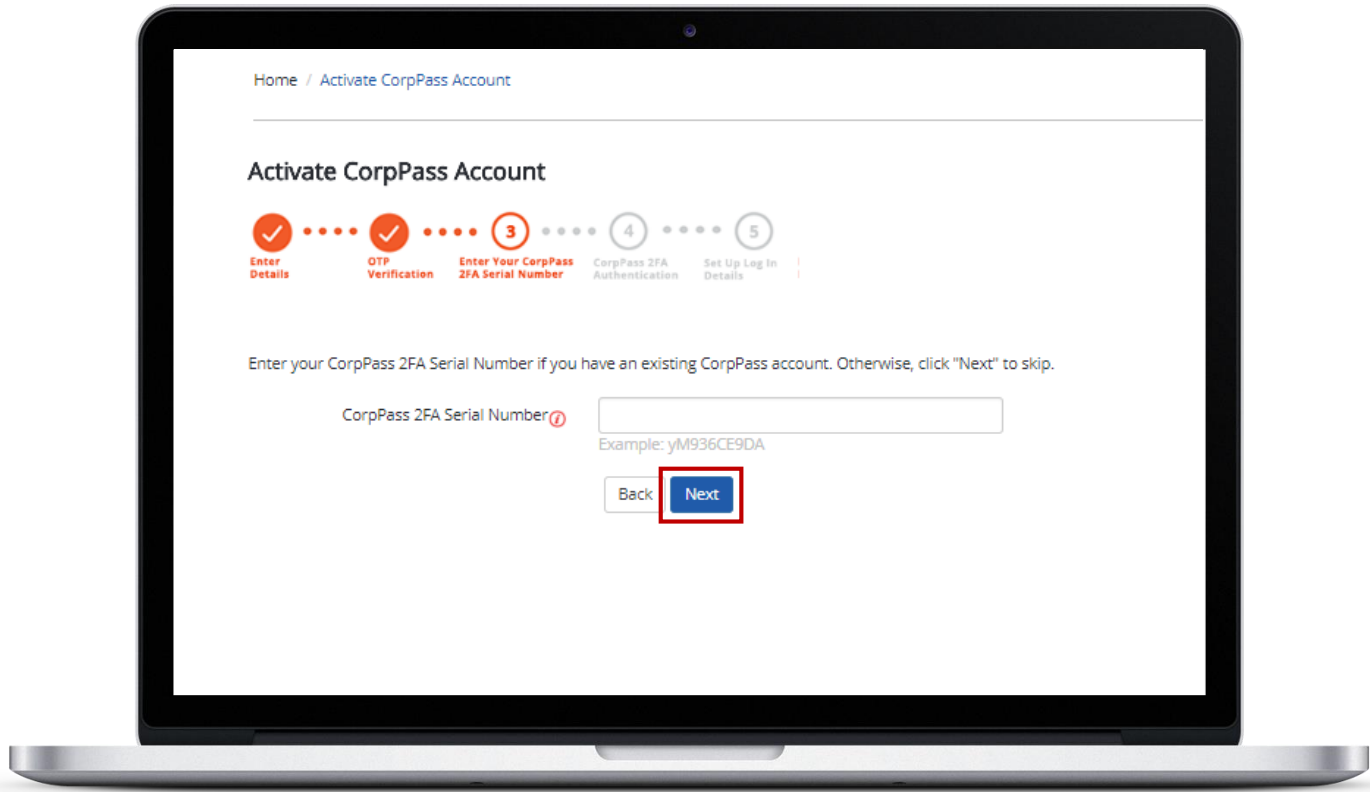 Home / Activate CorpPass Account
Activate CorpPass Account
3
4
5
Enter
Details
OTP
Verification
Enter Your CorpPass
2FA Serial Number
CorpPass 2FA
Authentication
Set Up Log In
Details
Enter your CorpPass 2FA Serial Number if you have an existing CorpPass account. Otherwise, click "Next" to skip.
CorpPass 2FA Serial Number i
Example: yM936CE9DA
Back
Next